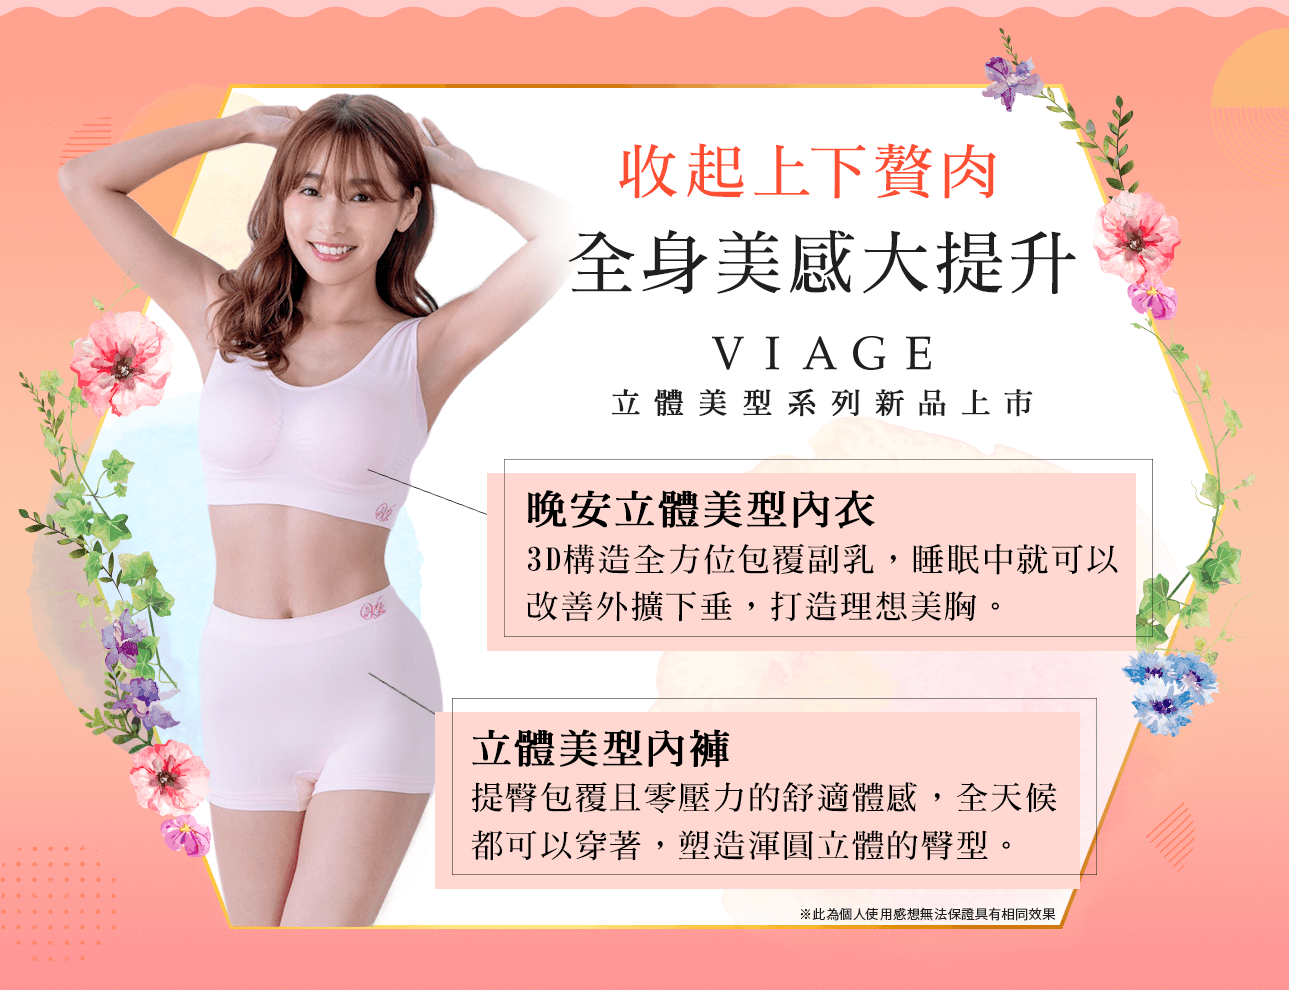 收起上下贅肉
全身美感大提升
VIAGE
立體美型系列新品上市
晚安立體美型內衣
3D構造全方位包覆副乳，睡眠中就可以
改善外擴下垂，打造理想美胸。
立體美型內褲
提臀包覆且零壓力的舒適體感，全天候
都可以穿著，塑造渾圓立體的臀型。
※此為個人使用感想無法保證具有相同效果